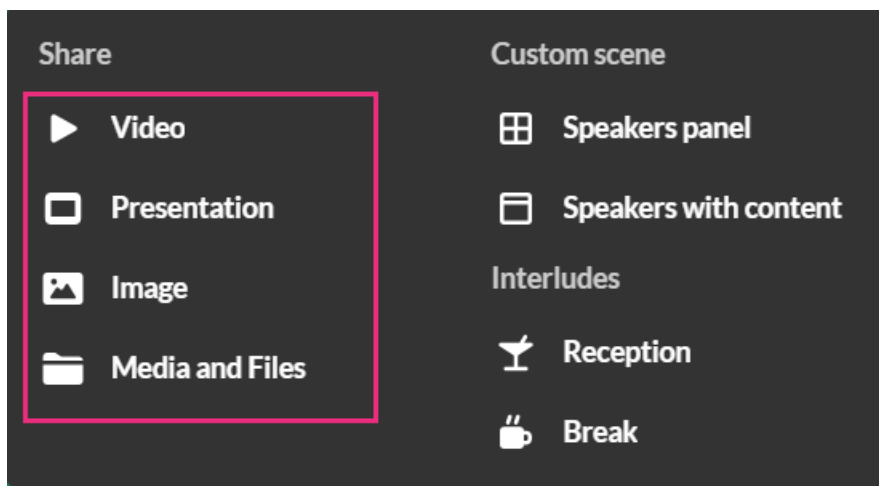 Share
Video
Presentation
Image
Media and Files
Custom scene
Speakers panel
Speakers with content
Interludes
Reception
Break